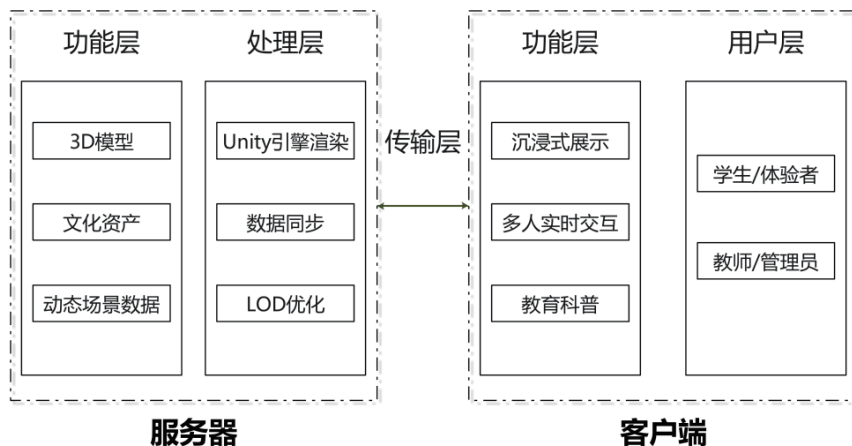 功能层
处理层
3D模型
文化资产
动态场景数据
Unity引擎渲染
数据同步
LOD优化
服务器
传输层
功能层
用户层
沉浸式展示
多人实时交互
教育科普
学生/体验者
教师/管理员
客户端